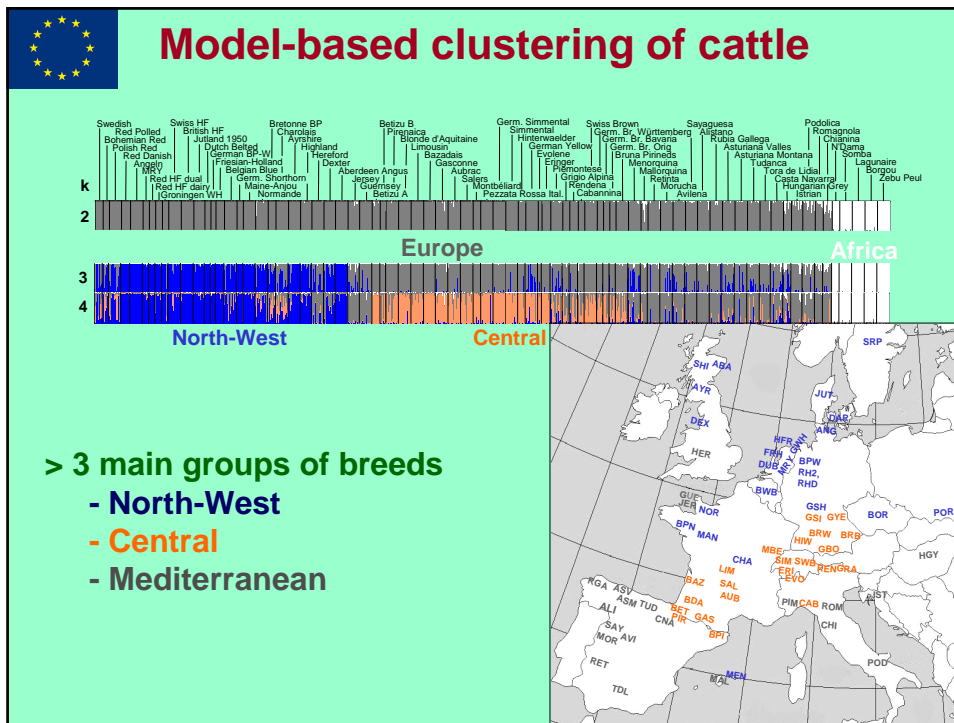 Model-based clustering of cattle
Swedish Swiss HF Bretonne BP Betizu B Germ. Simmental Swiss Brown Sayaguesa Podolica
Red Polled British HF Charolais Pirenaica Simmental Germ. Br. Württemberg Alistano Romagnola
Bohemian Red Jutland 1950 Ayrshire Blonde d'Aquitaine Hinterwaelder Germ. Br. Bavaria Rubia Gallega Chianina
Polish Red Dutch Belted Highland Limousin German Yellow Germ. Br. Orig Asturiana Valles N'Dama
Red Danish German BP-W Hereford Bazadais Evolene Bruna Pirineds Asturiana Montana Somba
Angeln Friesian-Holland Dexter Gasconne Eringer Menorquina Tudanca Lagunaire
MRY Belgian Blue Aberdeen Angus Aubrac Piemontese Mallorquina Tora de Lidia Borgou
Red HF dual Germ. Shorthorn Jersey Salers Grigio Alpina Retinta Casta Navarra Zebu Peul
Red HF dairy Maine-Anjou Guernsey Montbéliard Rendena Morucha Hungarian Grey
Groningen WH Normande Betizu A Pezzata Rossa Ital. Cabannina Avilena Istrian
k
2
Europe Africa
3
4
North-West Central
> 3 main groups of breeds
- North-West
- Central
- Mediterranean
SRP
SHI ABA
AYR JUT
DEX DAR
ANG
HER HFR GWH
FRH MRY BPW
DUB RH2,
RHD
BWB
GUE
JER NOR GSH BOR POR
GSI GYE
BPN MAN BRW BRB
HIW GBO HGY
CHA MBE SIM SWB
LIM ERI REN GRA
BAZ SAL EVO
RGA ASV AUB PIM CAB ROM IST
ASM TUD BDA
ALI BET GAS CHI
CNA PIR
SAY BPI
MOR AVI
RET MAL MEN POD
TDL